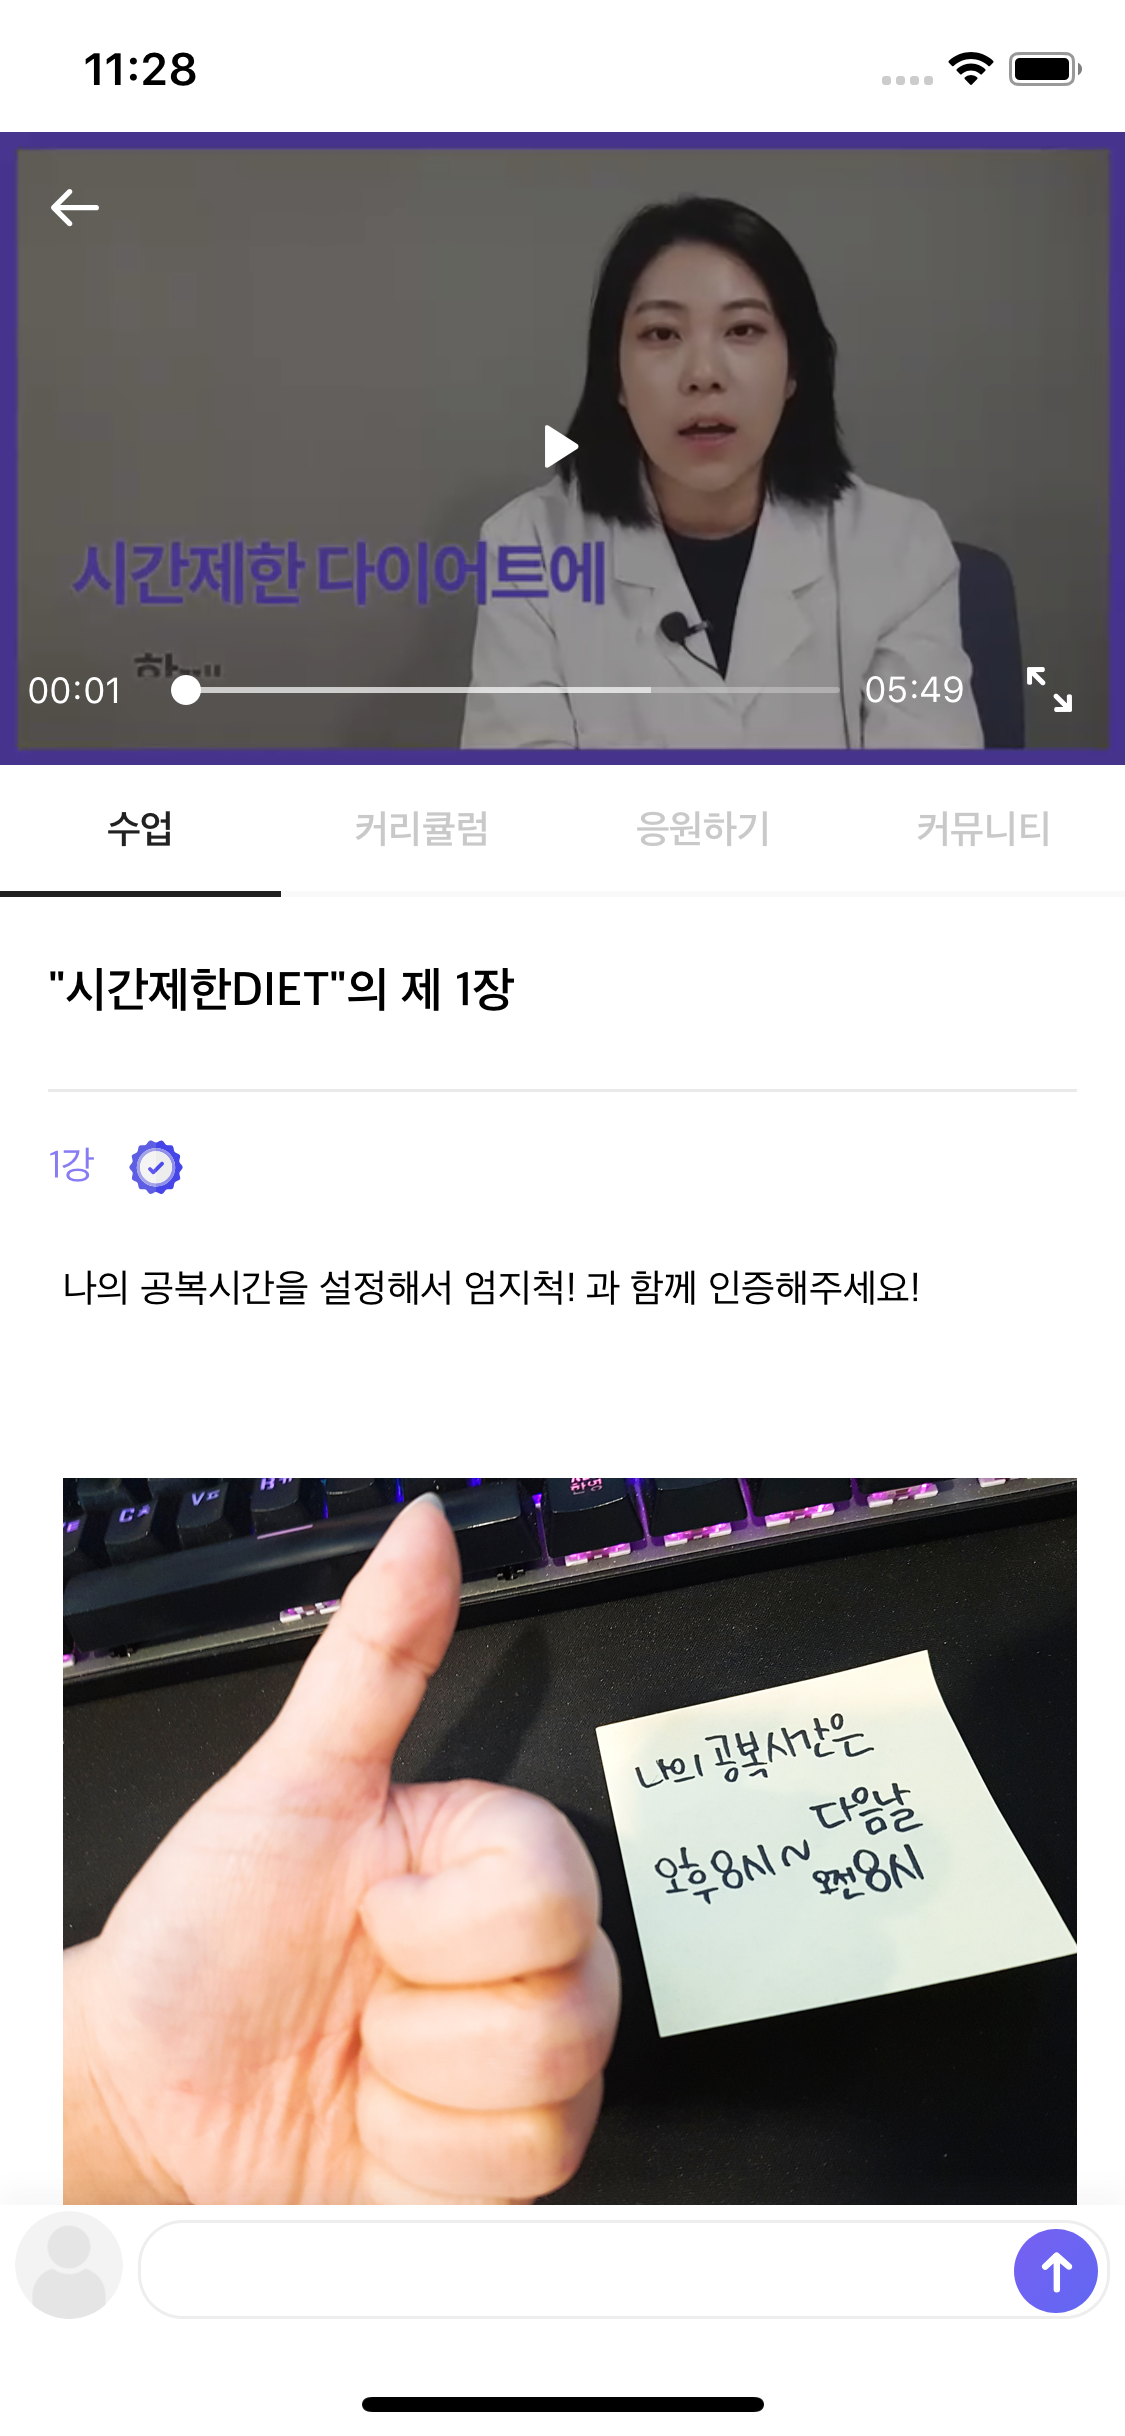 11:28
시간제한 다이어트에
00:01
05:49
수업
커리큘럼
응원하기
커뮤니티
"시간제한DIET"의 제 1장
1강
나의 공복시간을 설정해서 엄지척! 과 함께 인증해주세요!
C
V
한영
나의 공복시간은
다음날
오후8시~ 오전8시